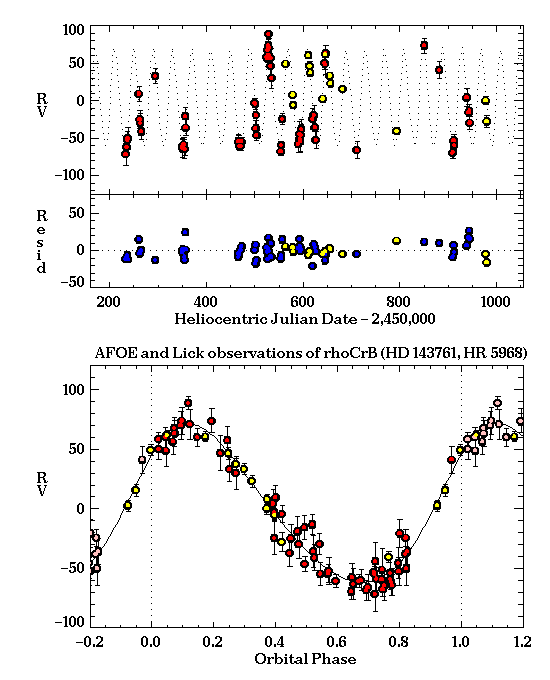 100
50
0
−50
−100
R
V
50
0
−50
R
e
s
i
d
200 400 600 800 1000
Heliocentric Julian Date − 2,450,000
AFOE and Lick observations of rhoCrB (HD 143761, HR 5968)
100
50
0
−50
−100
R
V
−0.2 0.0 0.2 0.4 0.6 0.8 1.0 1.2
Orbital Phase